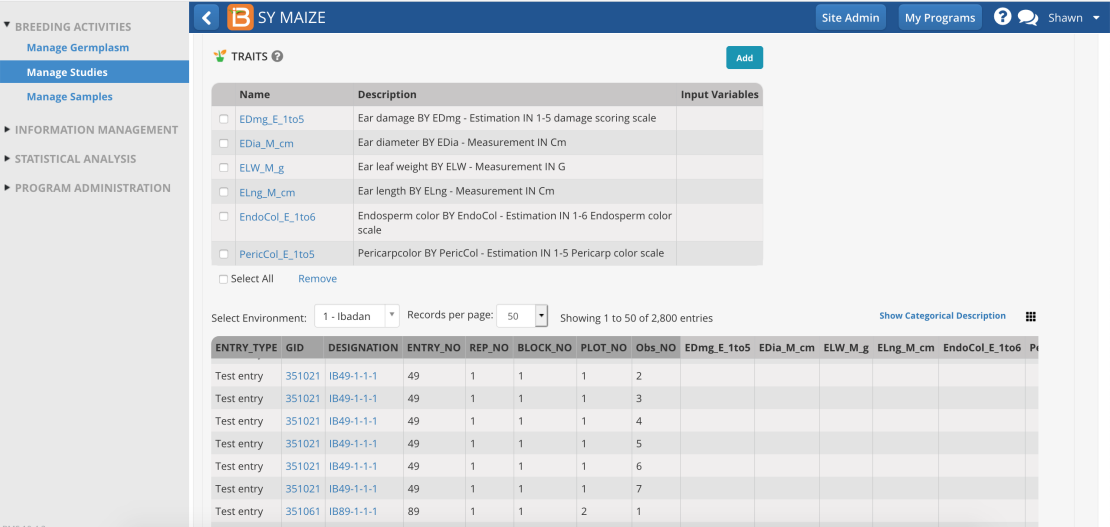 BREEDING ACTIVITIES
Manage Germplasm
Manage Studies
Manage Samples
INFORMATION MANAGEMENT
STATISTICAL ANALYSIS
PROGRAM ADMINISTRATION
SY MAIZE
Site Admin My Programs ? Shawn
TRAITS ?
Add
Name Description Input Variables
EDmg_E_1to5 Ear damage BY EDmg - Estimation IN 1-5 damage scoring scale
EDia_M_cm Ear diameter BY EDia - Measurement IN Cm
ELW_M_g Ear leaf weight BY ELW - Measurement IN G
ELng_M_cm Ear length BY ELng - Measurement IN Cm
EndoCol_E_1to6 Endosperm color BY EndoCol - Estimation IN 1-6 Endosperm color
scale
PericCol_E_1to5 Pericarpcolor BY PericCol - Estimation IN 1-5 Pericarp color scale
Select All Remove
Select Environment: 1 - Ibadan Records per page: 50 Showing 1 to 50 of 2,800 entries Show Categorical Description
ENTRY_TYPE GID DESIGNATION ENTRY_NO REP_NO BLOCK_NO PLOT_NO Obs_NO EDmg_E_1to5 EDia_M_cm ELW_M_g ELng_M_cm EndoCol_E_1to6
Test entry 351021 IB49-1-1-1 49 1 1 1 2
Test entry 351021 IB49-1-1-1 49 1 1 1 3
Test entry 351021 IB49-1-1-1 49 1 1 1 4
Test entry 351021 IB49-1-1-1 49 1 1 1 5
Test entry 351021 IB49-1-1-1 49 1 1 1 6
Test entry 351021 IB49-1-1-1 49 1 1 1 7
Test entry 351061 IB89-1-1-1 89 1 1 2 1